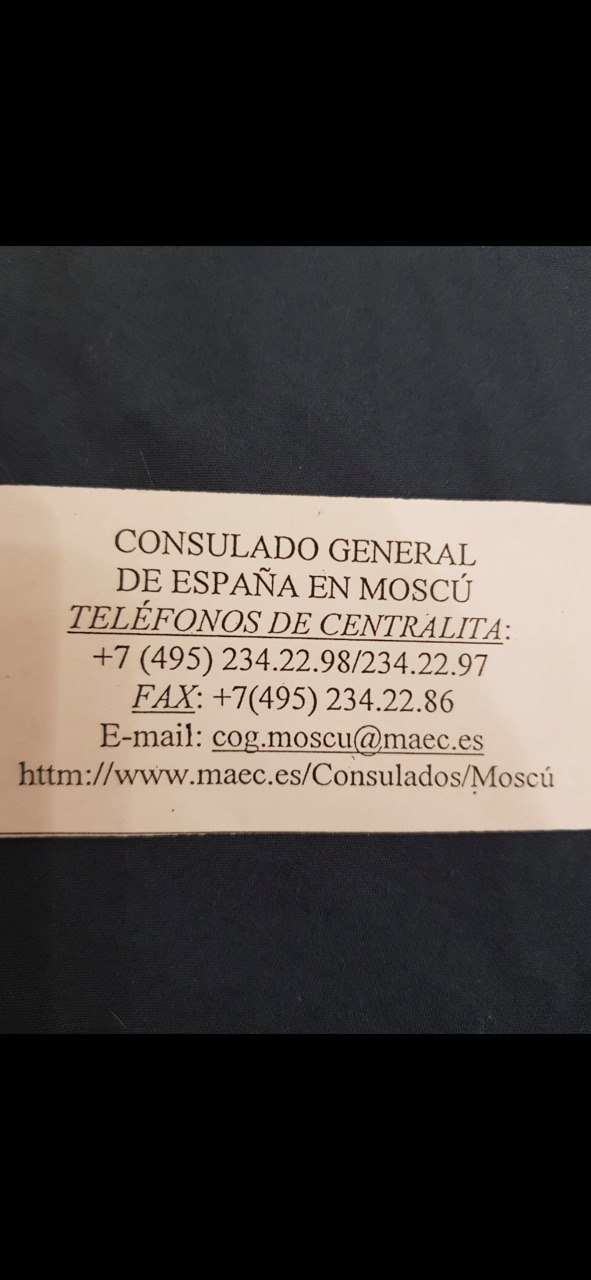 CONSULADO GENERAL
DE ESPAÑA EN MOSCÚ
TELÉFONOS DE CENTRALITA:
+7 (495) 234.22.98/234.22.97
FAX: +7(495) 234.22.86
E-mail: cog.moscu@maec.es
httm://www.maec.es/Consulados/Moscú